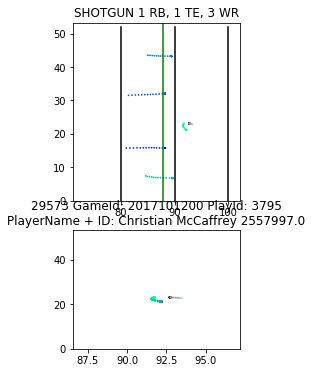 SHOTGUN 1 RB, 1 TE, 3 WR
50
40
30
20
10
0
80 90 100
29573 GameId: 2017101200 PlayId: 3795
PlayerName + ID: Christian McCaffrey 2557997.0
40
20
0
87.5 90.0 92.5 95.0